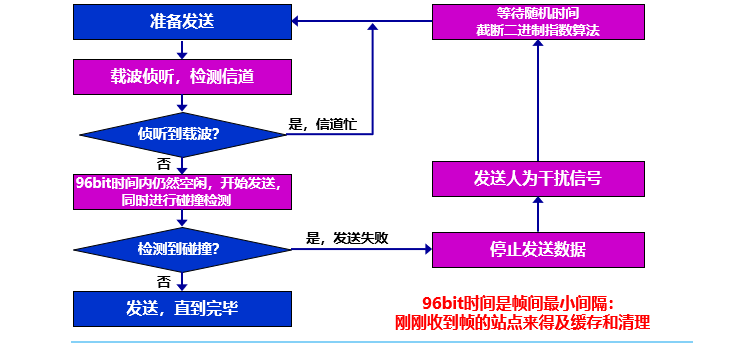 准备发送
等待随机时间
截断二进制指数算法
载波侦听，检测信道
侦听到载波？
是，信道忙
否
96bit时间内仍然空闲，开始发送，
同时进行碰撞检测
发送人为干扰信号
检测到碰撞？
是，发送失败
停止发送数据
否
发送，直到完毕
96bit时间是帧间最小间隔：
刚刚收到帧的站点来得及缓存和清理